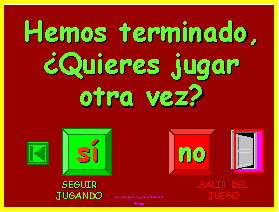 Hemos terminado,
¿Quieres jugar
otra vez?
sí
no
SEGUIR
JUGANDO
SALIR DEL
JUEGO